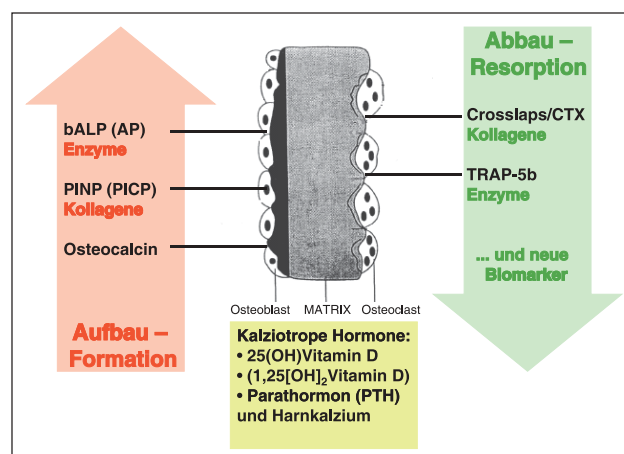 bALP (AP)
Enzyme
PINP (PICP)
Kollagene
Osteocalcin
Aufbau –
Formation
Osteoblast MATRIX Osteoclast
Kalziotrope Hormone:
• 25(OH)Vitamin D
• (1,25[OH]₂Vitamin D)
• Parathormon (PTH)
und Harnkalzium
Abbau –
Resorption
Crosslaps/CTX
Kollagene
TRAP-5b
Enzyme
... und neue
Biomarker